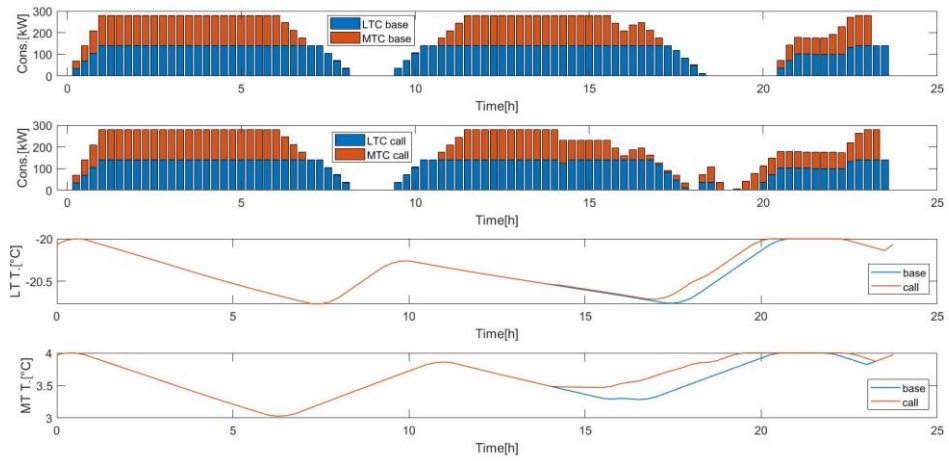 300
200
100
0
Cons.[kW]
LTC base
MTC base
0 5 10 15 20 25
Time[h]
300
200
100
0
Cons.[kW]
LTC call
MTC call
0 5 10 15 20 25
Time[h]
-20
-20.5
LT T.[°C]
base
call
0 5 10 15 20 25
Time[h]
4
3.5
3
MT T.[°C]
base
call
0 5 10 15 20 25
Time[h]